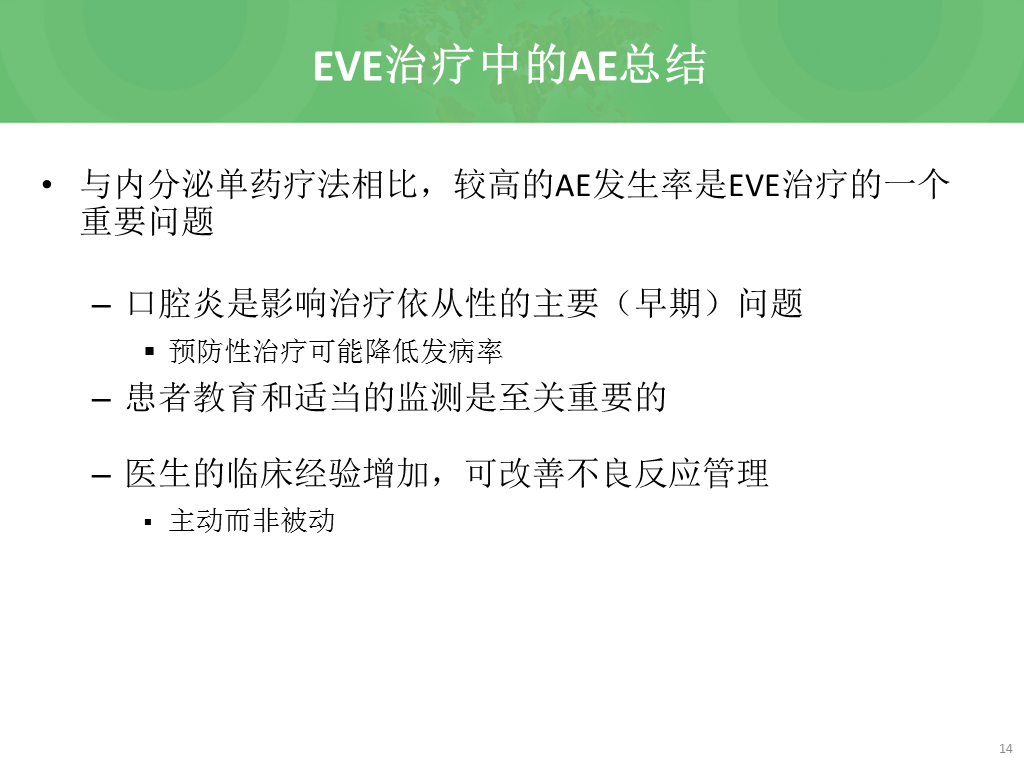 EVE治疗中的AE总结
• 与内分泌单药疗法相比，较高的AE发生率是EVE治疗的一个
重要问题
– 口腔炎是影响治疗依从性的主要（早期）问题
▪ 预防性治疗可能降低发病率
– 患者教育和适当的监测是至关重要的
– 医生的临床经验增加，可改善不良反应管理
▪ 主动而非被动
14